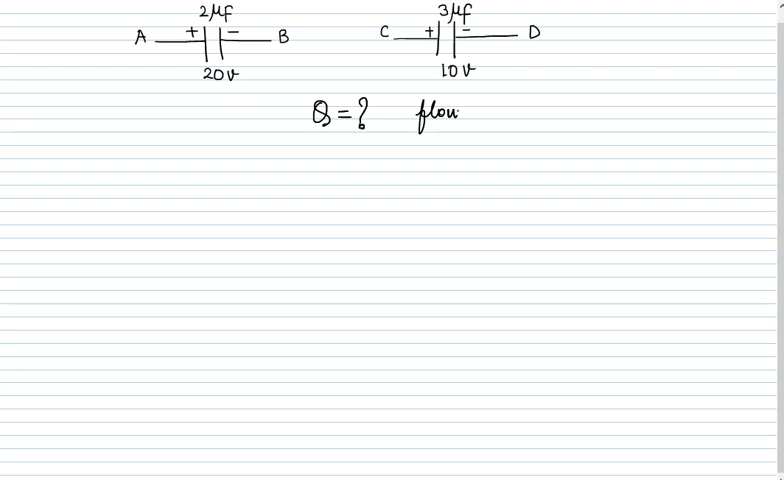 2μf 3μf
A + − B C + − D
20v 10v
Q = ? flow